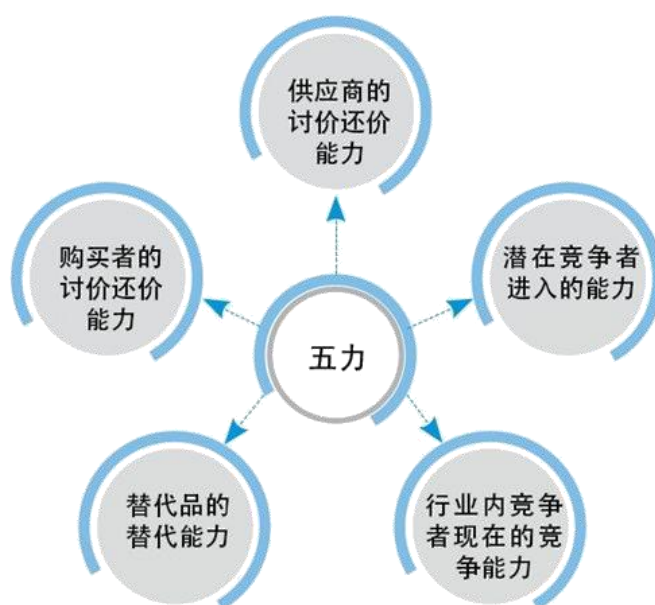 供应商的
讨价还价
能力
购买者的
讨价还价
能力
潜在竞争者
进入的能力
五力
替代品的
替代能力
行业内竞争
者现在的竞
争能力